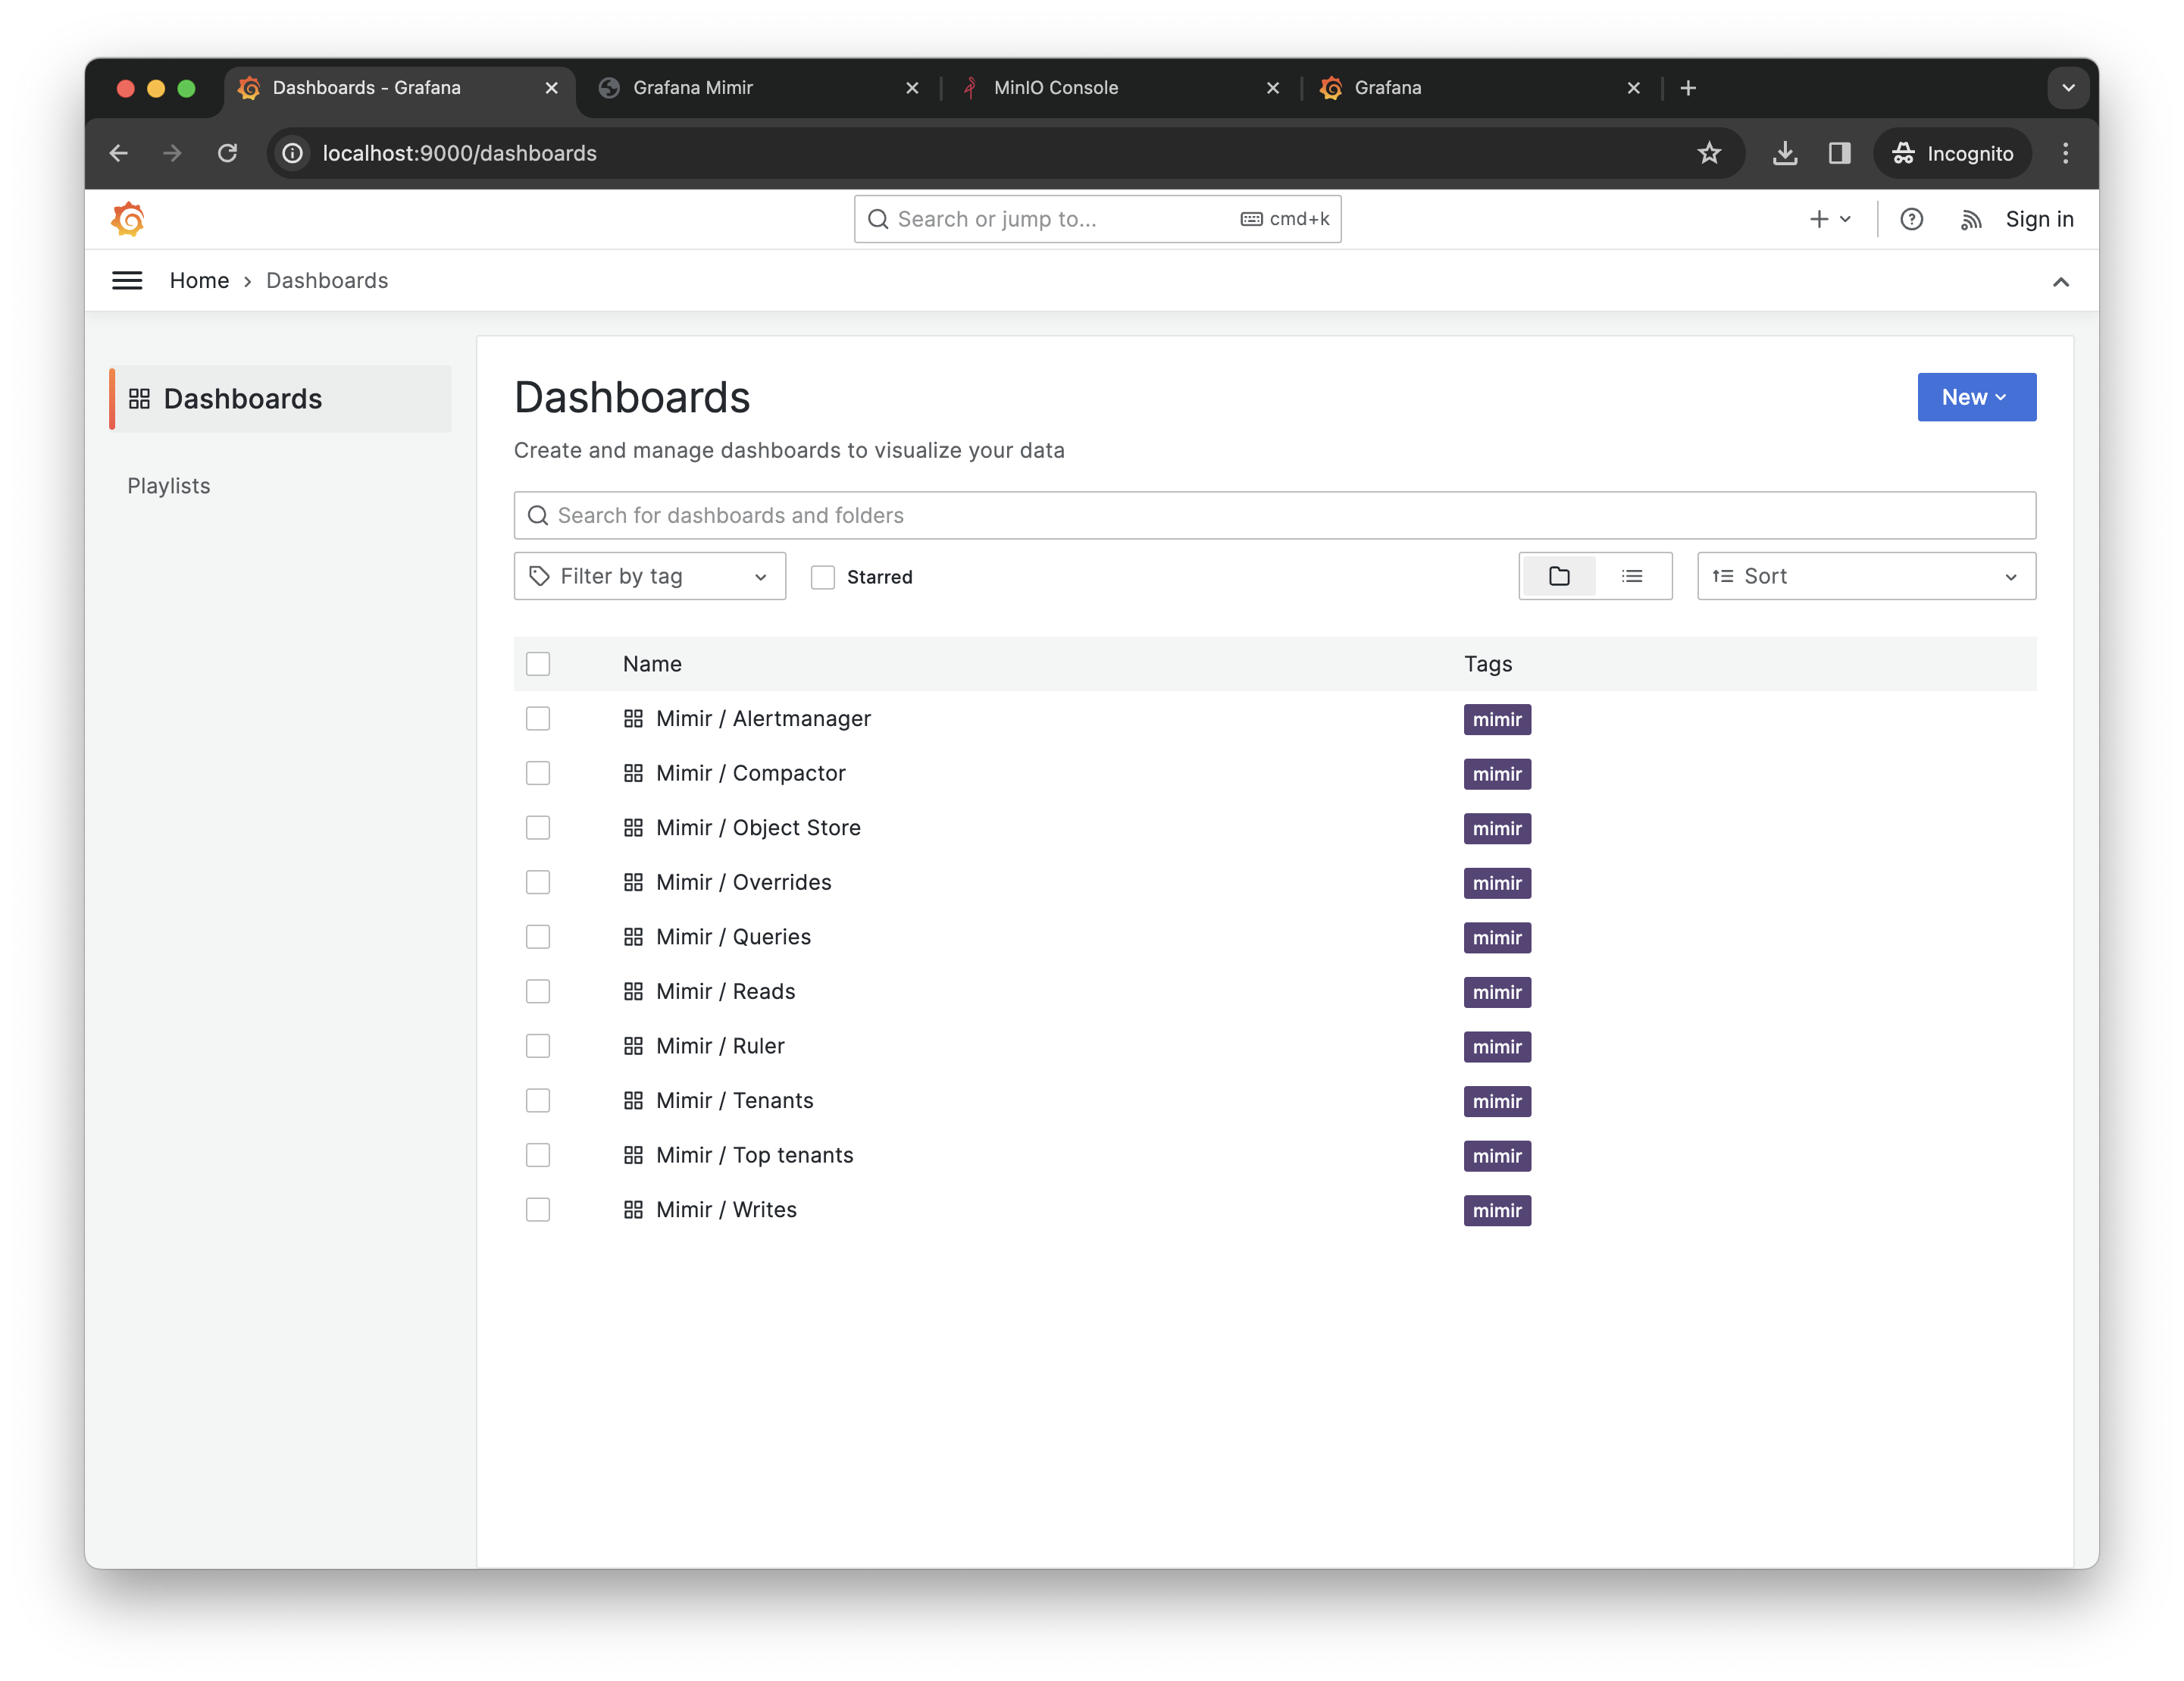 Dashboards - Grafana
Grafana Mimir
MinIO Console
Grafana
localhost:9000/dashboards
Incognito
Search or jump to...
cmd+k
Sign in
Home › Dashboards
Dashboards
Playlists
Dashboards
New
Create and manage dashboards to visualize your data
Search for dashboards and folders
Filter by tag
Starred
Sort
Name Tags
Mimir / Alertmanager mimir
Mimir / Compactor mimir
Mimir / Object Store mimir
Mimir / Overrides mimir
Mimir / Queries mimir
Mimir / Reads mimir
Mimir / Ruler mimir
Mimir / Tenants mimir
Mimir / Top tenants mimir
Mimir / Writes mimir